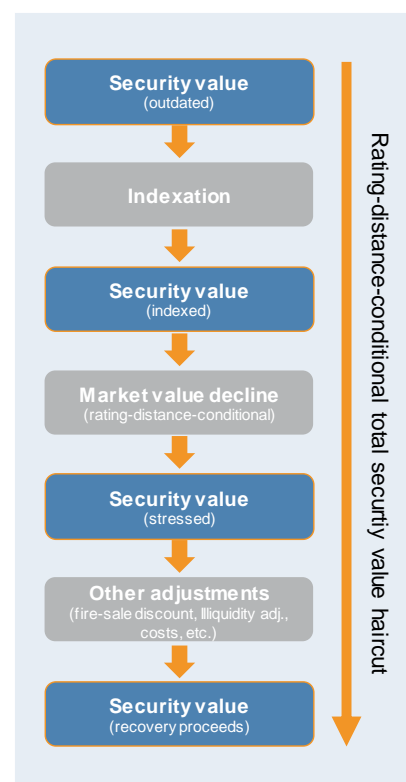 Security value
(outdated)
Indexation
Security value
(indexed)
Market value decline
(rating-distance-conditional)
Security value
(stressed)
Other adjustments
(fire-sale discount, Illiquidity adj.,
costs, etc.)
Security value
(recovery proceeds)
Rating-distance-conditional total securtiy value haircut